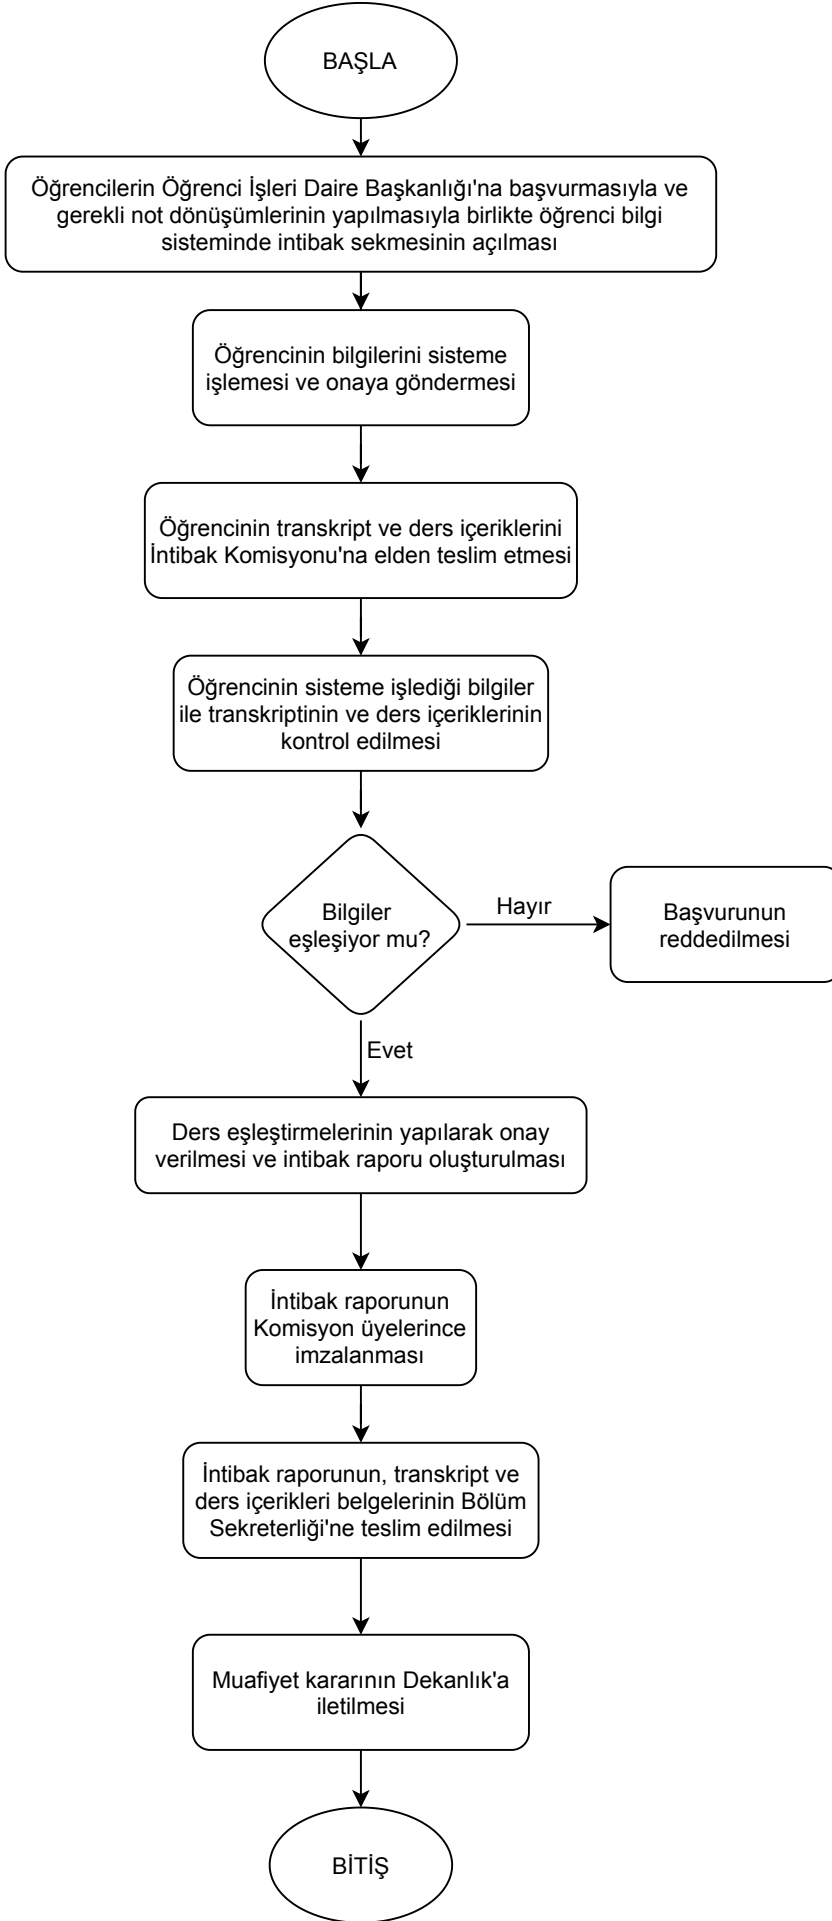 BAŞLA
Öğrencilerin Öğrenci İşleri Daire Başkanlığı'na başvurmasıyla ve
gerekli not dönüşümlerinin yapılmasıyla birlikte öğrenci bilgi
sisteminde intibak sekmesinin açılması
Öğrencinin bilgilerini sisteme
işlemesi ve onaya göndermesi
Öğrencinin transkript ve ders içeriklerini
İntibak Komisyonu'na elden teslim etmesi
Öğrencinin sisteme işlediği bilgiler
ile transkriptinin ve ders içeriklerinin
kontrol edilmesi
Bilgiler
eşleşiyor mu?
Hayır
Başvurunun
reddedilmesi
Evet
Ders eşleştirmelerinin yapılarak onay
verilmesi ve intibak raporu oluşturulması
İntibak raporunun
Komisyon üyelerince
imzalanması
İntibak raporunun, transkript ve
ders içerikleri belgelerinin Bölüm
Sekreterliği'ne teslim edilmesi
Muafiyet kararının Dekanlık'a
iletilmesi
BİTİŞ